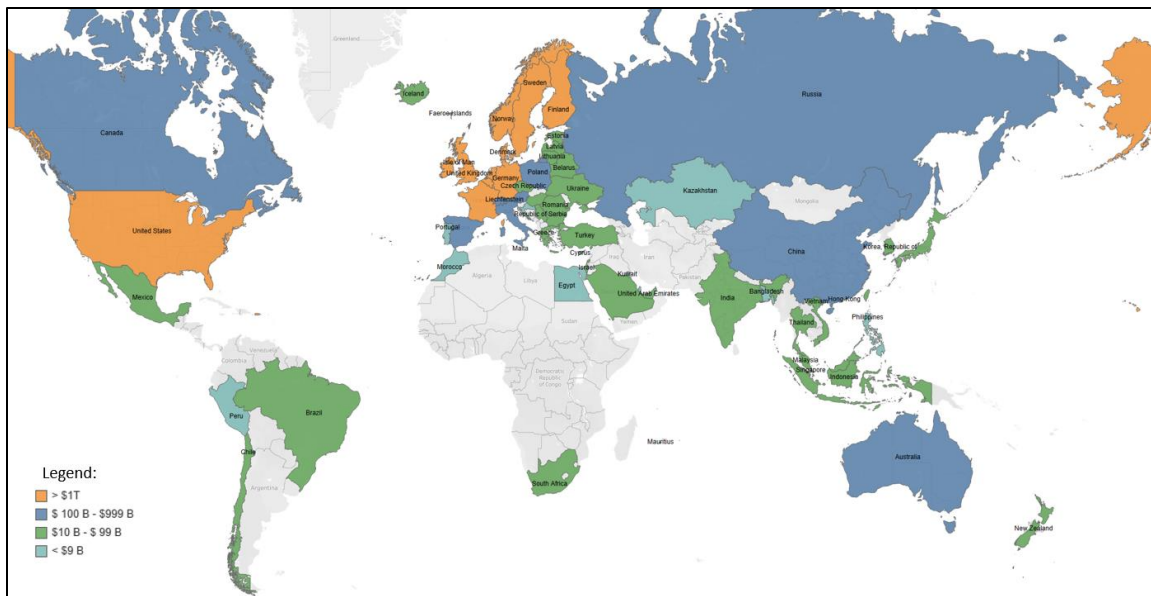 Greenland
Iceland
Faeroe Islands
Sweden
Finland
Norway
Russia
Canada
Estonia
Latvia
Lithuania
Denmark
Isle of Man
United Kingdom
Belarus
Poland
Germany
Czech Republic
Ukraine
Kazakhstan
Liechtenstein
Romania
Mongolia
Republic of Serbia
Portugal
Greece
Turkey
United States
Malta
Cyprus
China
Korea, Republic of
Morocco
Israel
Iraq
Iran
Algeria
Libya
Egypt
Kuwait
Pakistan
United Arab Emirates
Bangladesh
India
Vietnam
Hong Kong
Mexico
Sudan
Yemen
Thailand
Philippines
Venezuela
Colombia
Malaysia
Singapore
Indonesia
Democratic
Republic
of Congo
Peru
Brazil
Mauritius
Chile
Australia
South Africa
Argentina
New Zealand
Legend:
> $1T
$ 100 B - $999 B
$10 B - $ 99 B
< $9 B